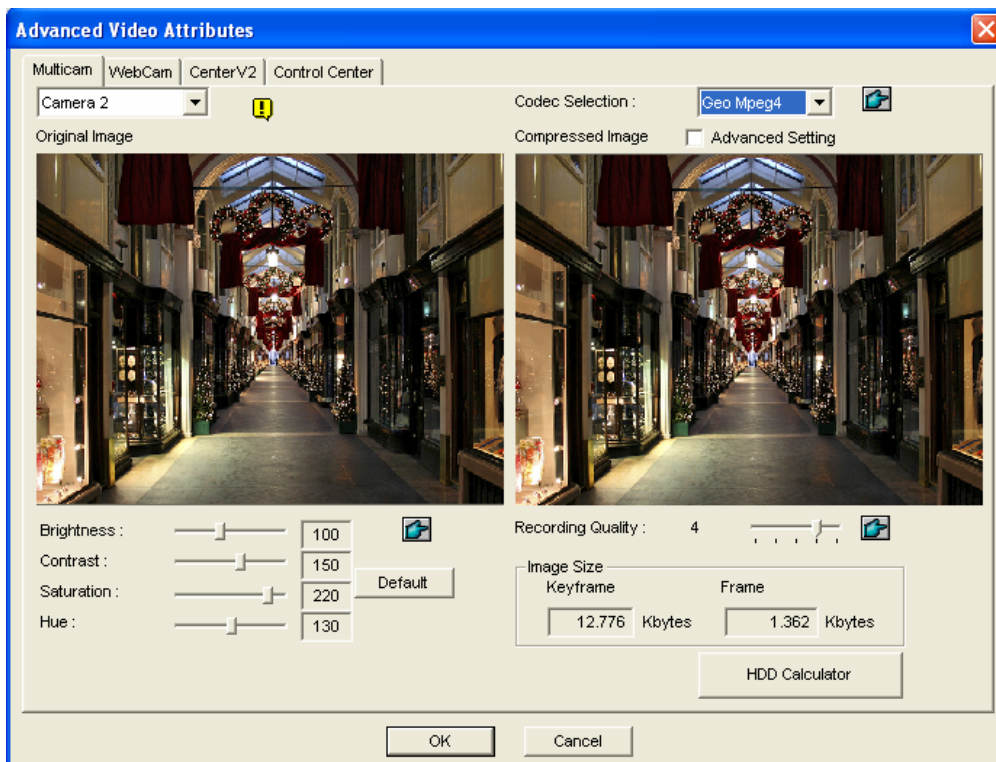 Advanced Video Attributes
Multicam WebCam CenterV2 Control Center
Camera 2
!
Codec Selection : Geo Mpeg4
Original Image
Compressed Image Advanced Setting
Brightness : 100
Contrast : 150
Saturation : 220
Hue : 130
Default
Recording Quality : 4
Image Size
Keyframe Frame
12.776 Kbytes 1.362 Kbytes
HDD Calculator
OK Cancel